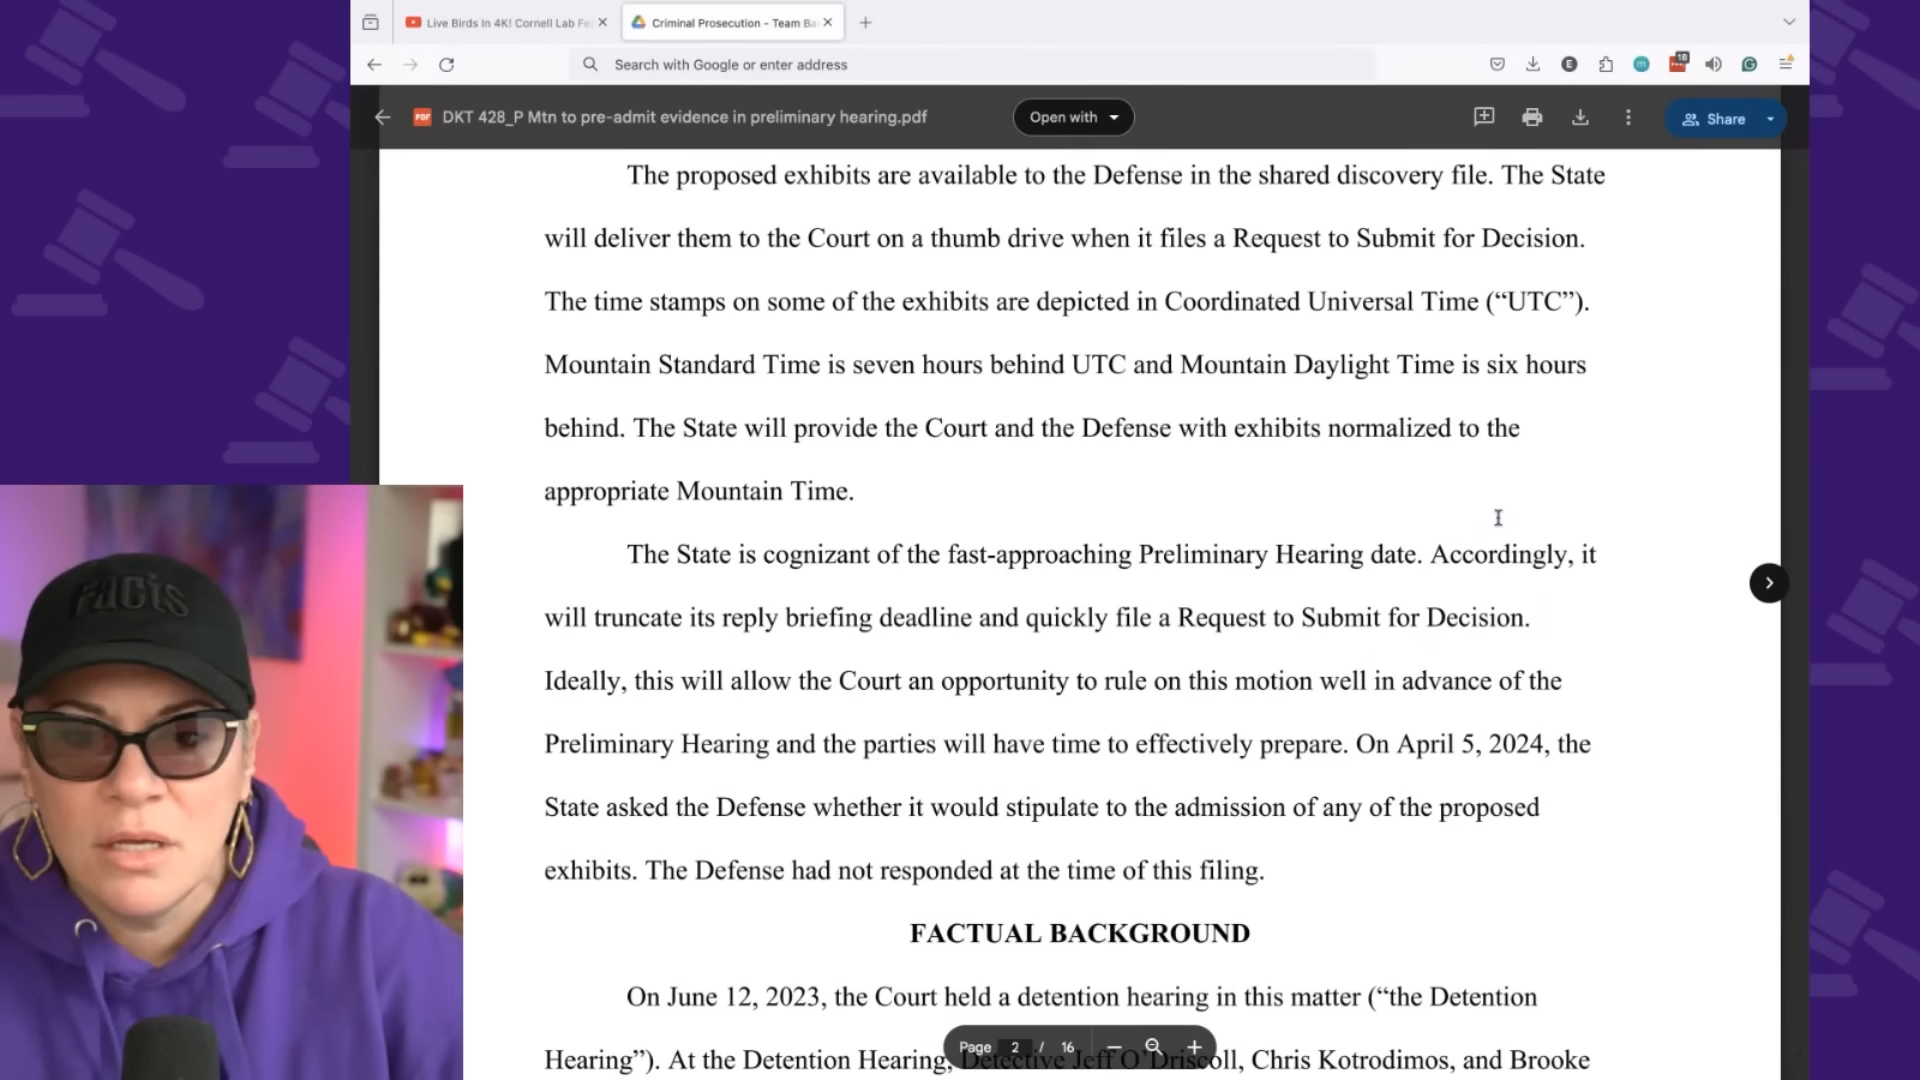 Live Birds In 4K! Cornell Lab Fe
Criminal Prosecution - Team Ba
Search with Google or enter address
18
PDF
DKT 428_P Mtn to pre-admit evidence in preliminary hearing.pdf
Open with
Share
The proposed exhibits are available to the Defense in the shared discovery file. The State
will deliver them to the Court on a thumb drive when it files a Request to Submit for Decision.
The time stamps on some of the exhibits are depicted in Coordinated Universal Time (“UTC”).
Mountain Standard Time is seven hours behind UTC and Mountain Daylight Time is six hours
behind. The State will provide the Court and the Defense with exhibits normalized to the
appropriate Mountain Time.
The State is cognizant of the fast-approaching Preliminary Hearing date. Accordingly, it
will truncate its reply briefing deadline and quickly file a Request to Submit for Decision.
Ideally, this will allow the Court an opportunity to rule on this motion well in advance of the
Preliminary Hearing and the parties will have time to effectively prepare. On April 5, 2024, the
State asked the Defense whether it would stipulate to the admission of any of the proposed
exhibits. The Defense had not responded at the time of this filing.
FACTUAL BACKGROUND
On June 12, 2023, the Court held a detention hearing in this matter (“the Detention
Hearing”). At the Detention Hearing, Detective Jeff O’Driscoll, Chris Kotrodimos, and Brooke
Page 2 / 16
FACTS